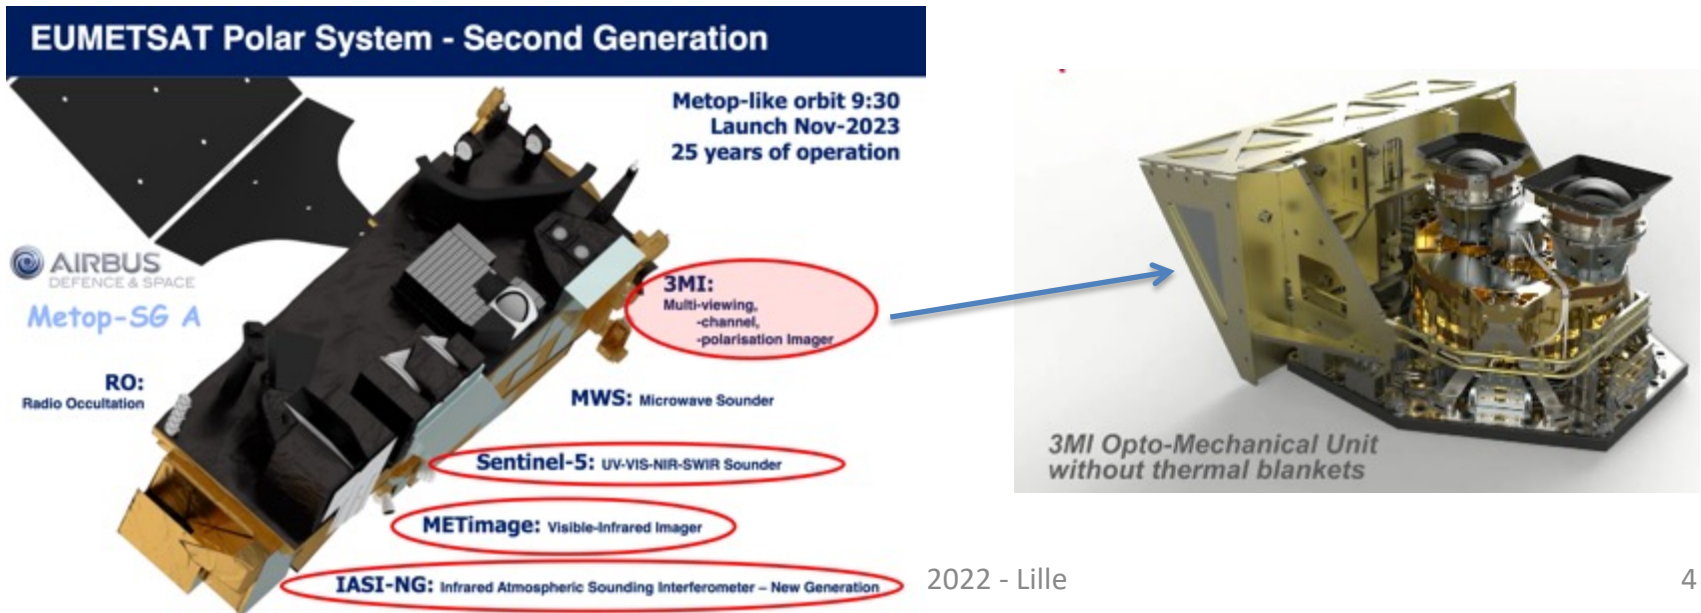 EUMETSAT Polar System - Second Generation
Metop-like orbit 9:30
Launch Nov-2023
25 years of operation
AIRBUS
DEFENCE & SPACE
Metop-SG A
3MI:
Multi-viewing,
-channel,
-polarisation Imager
RO:
Radio Occultation
MWS: Microwave Sounder
Sentinel-5: UV-VIS-NIR-SWIR Sounder
METimage: Visible-Infrared Imager
IASI-NG: Infrared Atmospheric Sounding Interferometer – New Generation
3MI Opto-Mechanical Unit
without thermal blankets
2022 - Lille
4